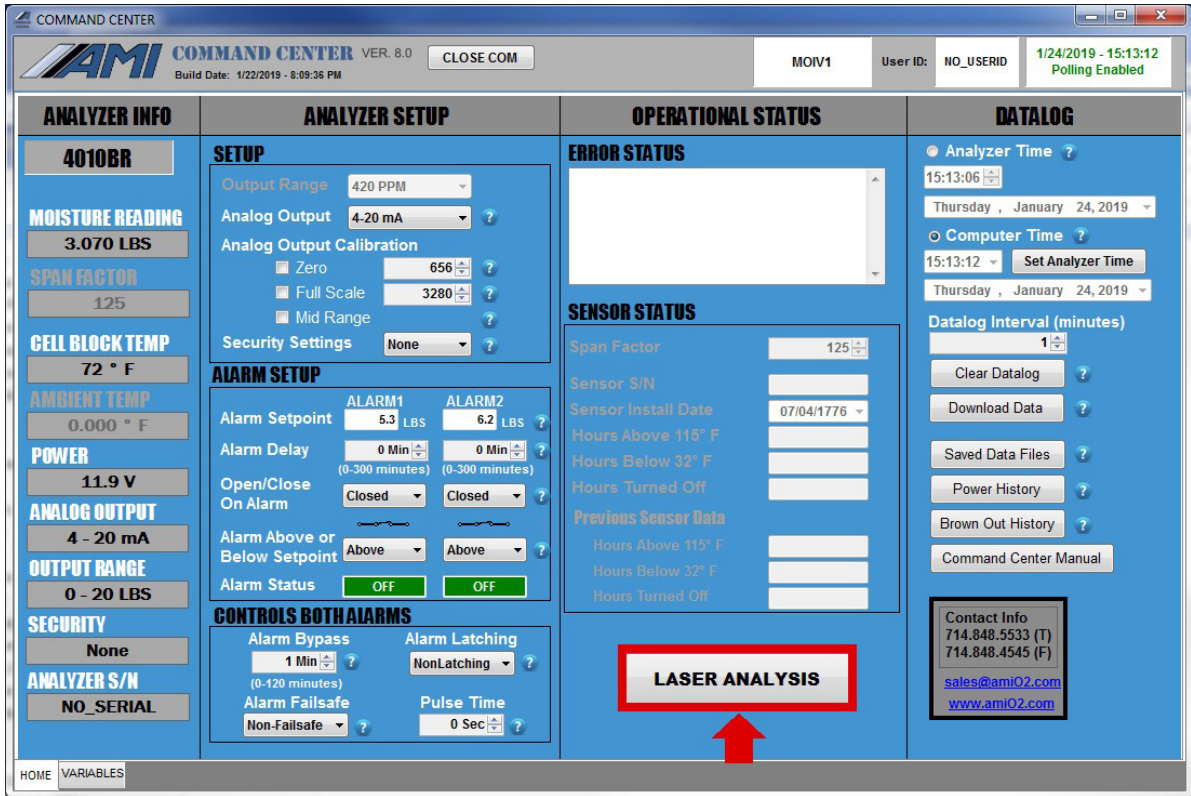 COMMAND CENTER
AMI
COMMAND CENTER VER. 8.0
CLOSE COM
Build Date: 1/22/2019 - 8:09:36 PM
MOIV1
User ID: NO_USERID
1/24/2019 - 15:13:12
Polling Enabled
ANALYZER INFO
4010BR
MOISTURE READING
3.070 LBS
SPAN FACTOR
125
CELL BLOCK TEMP
72 ° F
AMBIENT TEMP
0.000 ° F
POWER
11.9 V
ANALOG OUTPUT
4 - 20 mA
OUTPUT RANGE
0 - 20 LBS
SECURITY
None
ANALYZER S/N
NO_SERIAL
ANALYZER SETUP
SETUP
Output Range 420 PPM
Analog Output 4-20 mA ?
Analog Output Calibration
Zero 656 ?
Full Scale 3280 ?
Mid Range ?
Security Settings None ?
ALARM SETUP
ALARM1 ALARM2
Alarm Setpoint 5.3 LBS 6.2 LBS ?
Alarm Delay 0 Min 0 Min ?
(0-300 minutes) (0-300 minutes)
Open/Close
On Alarm Closed Closed ?
Alarm Above or
Below Setpoint Above Above ?
Alarm Status OFF OFF
CONTROLS BOTH ALARMS
Alarm Bypass Alarm Latching
1 Min ? NonLatching ?
(0-120 minutes)
Alarm Failsafe Pulse Time
Non-Failsafe ? 0 Sec ?
OPERATIONAL STATUS
ERROR STATUS
SENSOR STATUS
Span Factor 125
Sensor S/N
Sensor Install Date 07/04/1776
Hours Above 115° F
Hours Below 32° F
Hours Turned Off
Previous Sensor Data
Hours Above 115° F
Hours Below 32° F
Hours Turned Off
LASER ANALYSIS
DATALOG
Analyzer Time ?
15:13:06
Thursday , January 24, 2019
Computer Time ?
15:13:12 Set Analyzer Time
Thursday , January 24, 2019
Datalog Interval (minutes)
1
Clear Datalog ?
Download Data ?
Saved Data Files ?
Power History ?
Brown Out History ?
Command Center Manual
Contact Info
714.848.5533 (T)
714.848.4545 (F)
sales@amiO2.com
www.amiO2.com
HOME VARIABLES